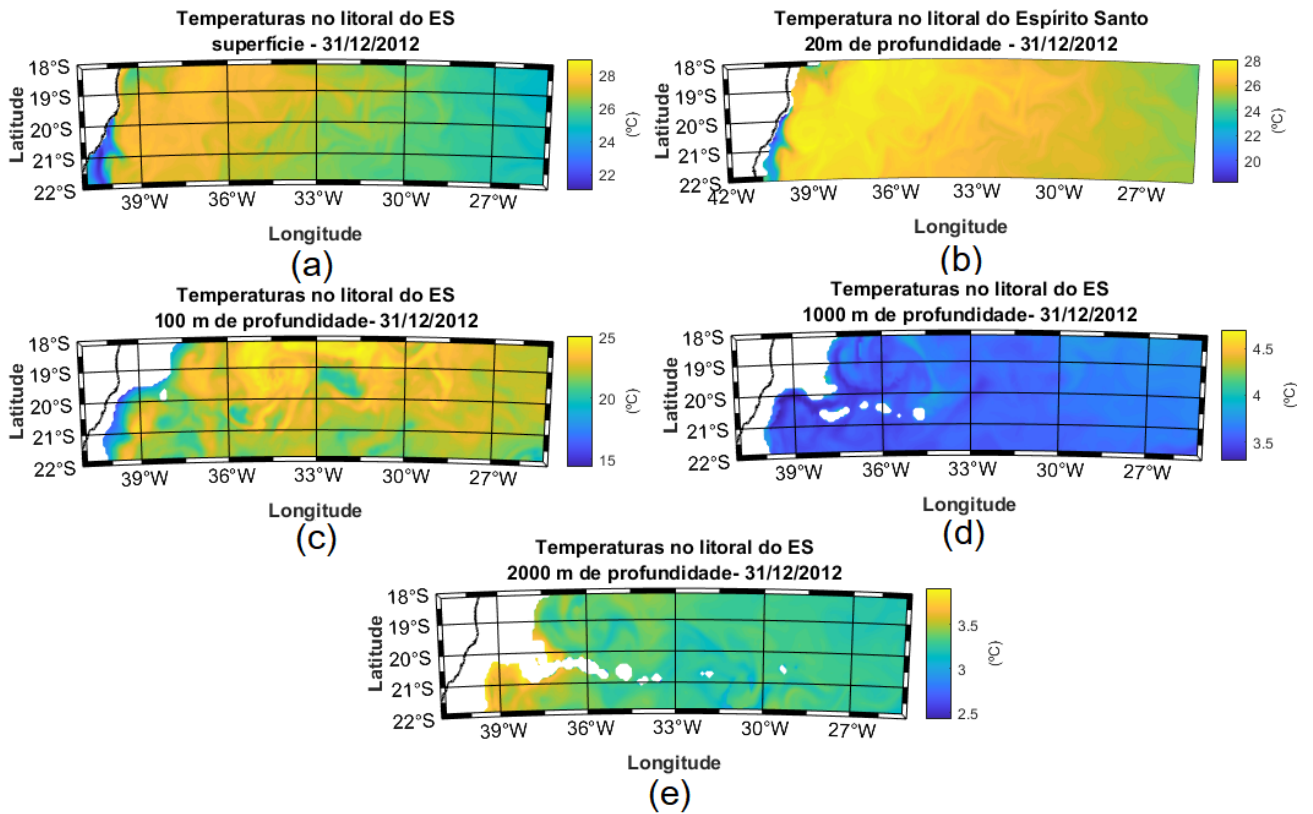 Temperaturas no litoral do ES
superfície - 31/12/2012
18°S
19°S
20°S
21°S
22°S
Latitude
39°W
36°W
33°W
30°W
27°W
Longitude
28
26
24
22
(ºC)
(a)
Temperatura no litoral do Espírito Santo
20m de profundidade - 31/12/2012
18°S
19°S
20°S
21°S
22°S
Latitude
42°W
39°W
36°W
33°W
30°W
27°W
Longitude
28
26
24
22
20
(ºC)
(b)
Temperaturas no litoral do ES
100 m de profundidade- 31/12/2012
18°S
19°S
20°S
21°S
22°S
Latitude
39°W
36°W
33°W
30°W
27°W
Longitude
25
20
15
(ºC)
(c)
Temperaturas no litoral do ES
1000 m de profundidade- 31/12/2012
18°S
19°S
20°S
21°S
22°S
Latitude
39°W
36°W
33°W
30°W
27°W
Longitude
4.5
4
3.5
(ºC)
(d)
Temperaturas no litoral do ES
2000 m de profundidade- 31/12/2012
18°S
19°S
20°S
21°S
22°S
Latitude
39°W
36°W
33°W
30°W
27°W
Longitude
3.5
3
2.5
(ºC)
(e)